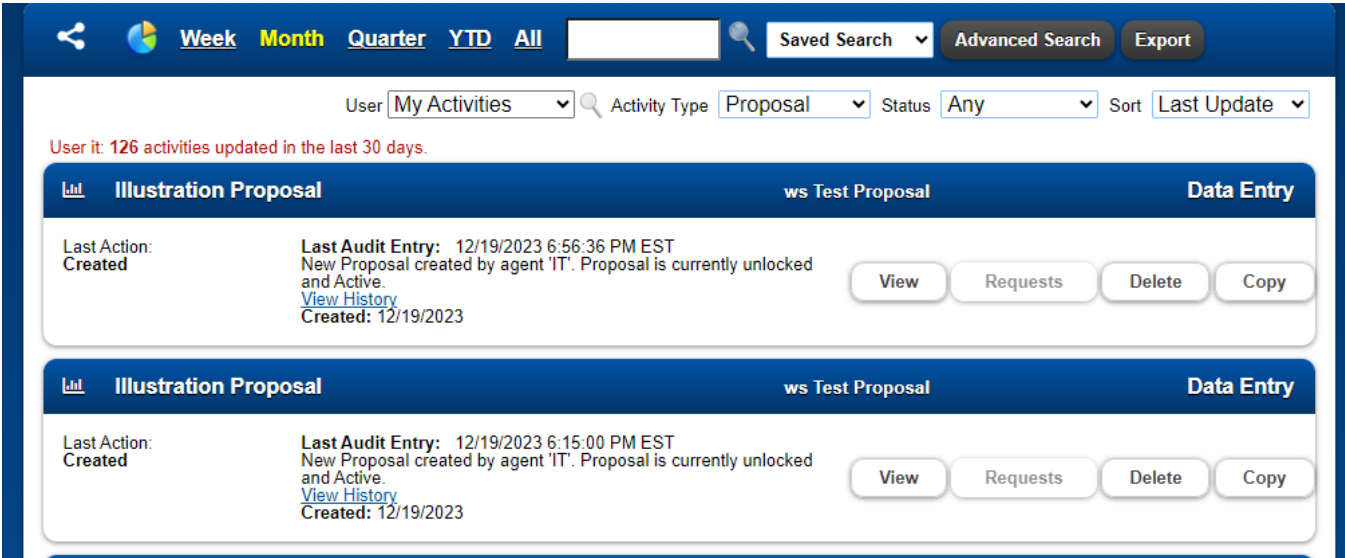 Week Month Quarter YTD All Saved Search Advanced Search Export
User My Activities Activity Type Proposal Status Any Sort Last Update
User it: 126 activities updated in the last 30 days.
Illustration Proposal ws Test Proposal Data Entry
Last Action:
Created
Last Audit Entry: 12/19/2023 6:56:36 PM EST
New Proposal created by agent 'IT'. Proposal is currently unlocked
and Active.
View History
Created: 12/19/2023
View Requests Delete Copy
Illustration Proposal ws Test Proposal Data Entry
Last Action:
Created
Last Audit Entry: 12/19/2023 6:15:00 PM EST
New Proposal created by agent 'IT'. Proposal is currently unlocked
and Active.
View History
Created: 12/19/2023
View Requests Delete Copy